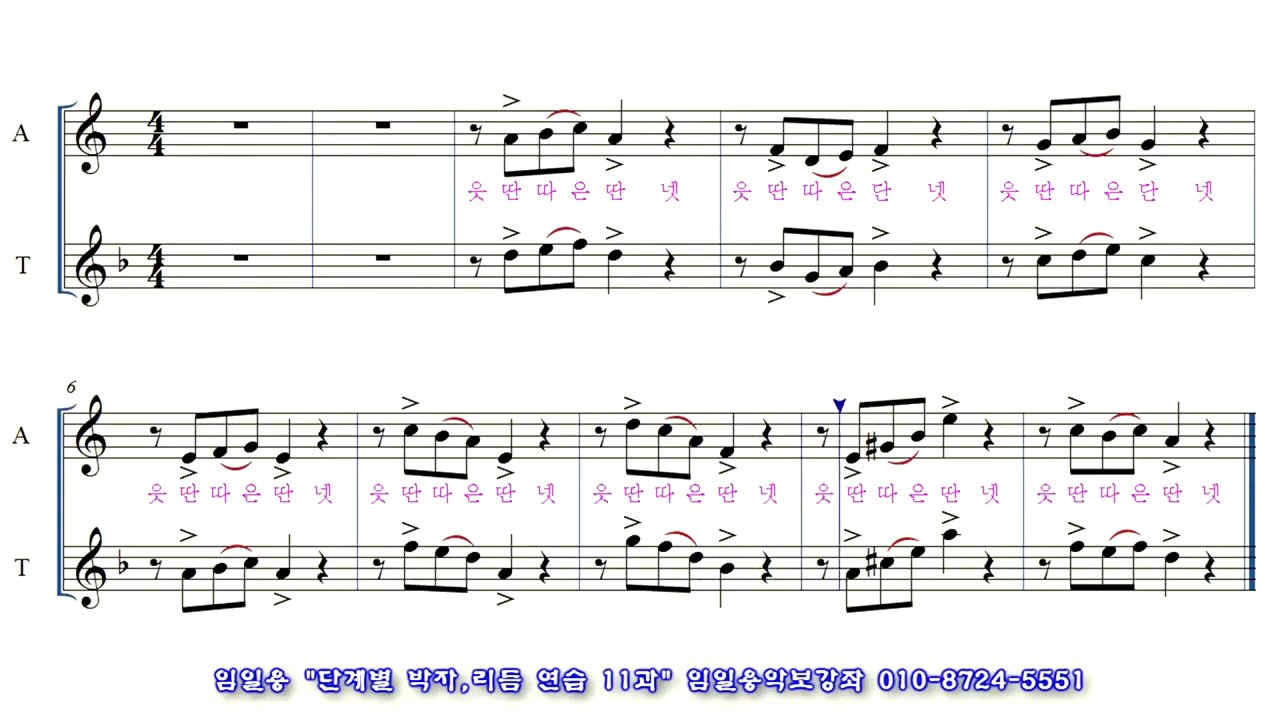 A
웃 딴 따 은 딴 넷 웃 딴 따 은 단 넷 웃 딴 따 은 단 넷
T
6
A
웃 딴 따 은 딴 넷 웃 딴 따 은 딴 넷 웃 딴 따 은 딴 넷 웃 딴 따 은 딴 넷 웃 딴 따 은 딴 넷
T
임일용 "단계별 박자,리듬 연습 11과" 임일용악보강좌 010-8724-5551